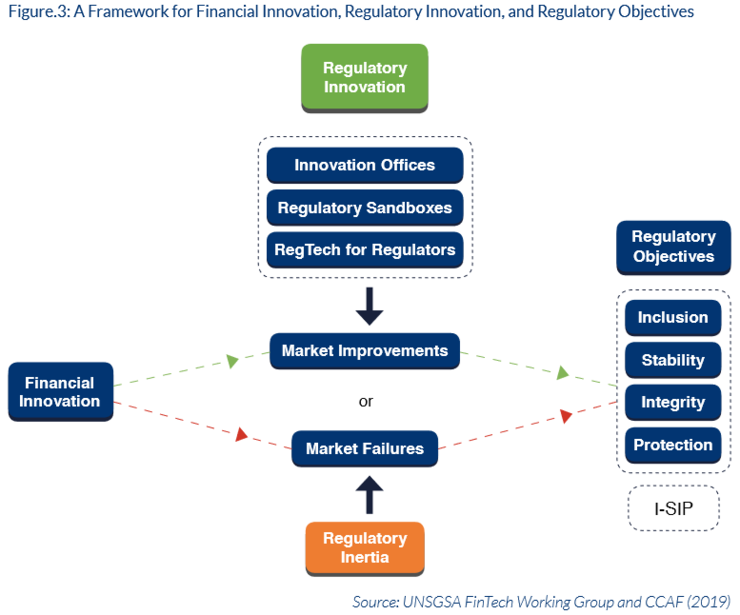 Figure.3: A Framework for Financial Innovation, Regulatory Innovation, and Regulatory Objectives
Regulatory
Innovation
Innovation Offices
Regulatory Sandboxes
RegTech for Regulators
Regulatory
Objectives
Inclusion
Stability
Integrity
Protection
I-SIP
Market Improvements
Financial
Innovation
or
Market Failures
Regulatory
Inertia
Source: UNSGSA FinTech Working Group and CCAF (2019)